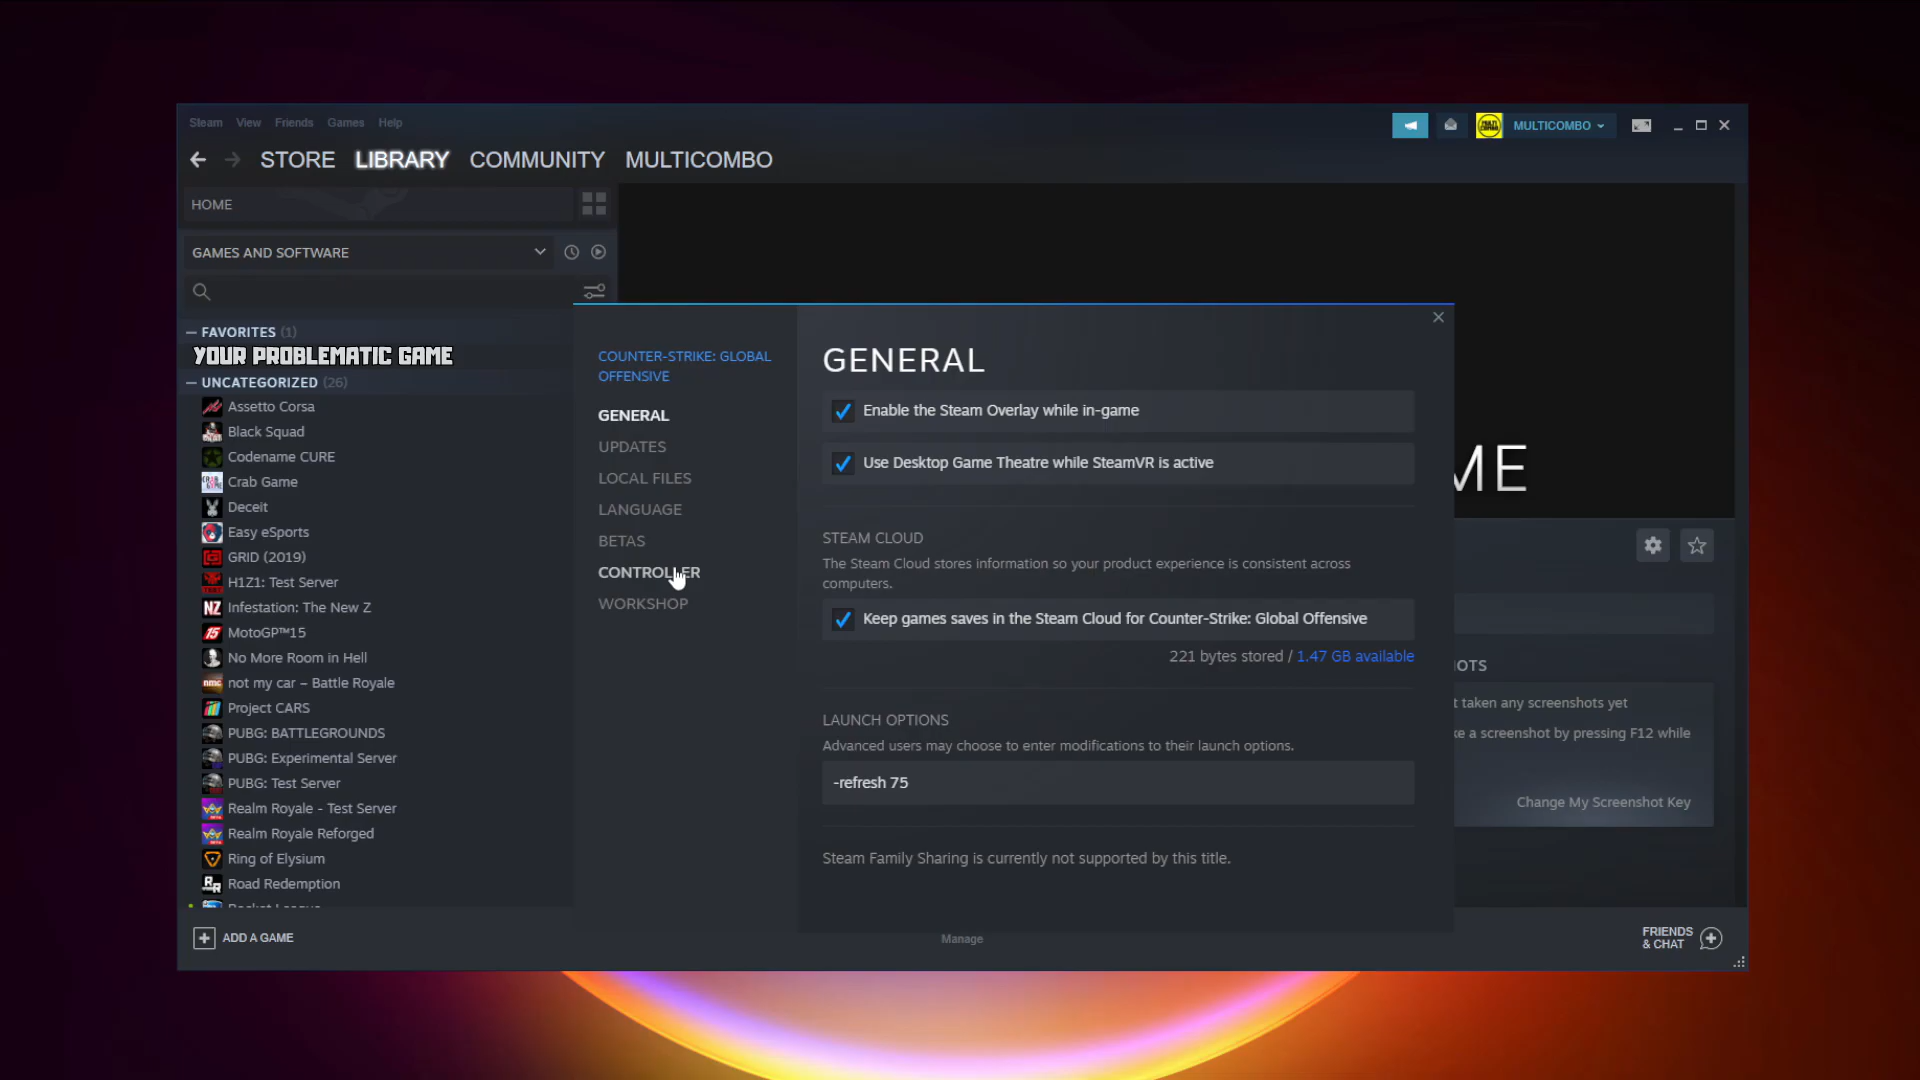 Steam View Friends Games Help
MULTICOMBO
STORE LIBRARY COMMUNITY MULTICOMBO
HOME
GAMES AND SOFTWARE
— FAVORITES (1)
YOUR PROBLEMATIC GAME
— UNCATEGORIZED (26)
Assetto Corsa
Black Squad
Codename CURE
Crab Game
Deceit
Easy eSports
GRID (2019)
H1Z1: Test Server
Infestation: The New Z
MotoGP™15
No More Room in Hell
not my car – Battle Royale
Project CARS
PUBG: BATTLEGROUNDS
PUBG: Experimental Server
PUBG: Test Server
Realm Royale - Test Server
Realm Royale Reforged
Ring of Elysium
Road Redemption
Rocket League
ADD A GAME
COUNTER-STRIKE: GLOBAL
OFFENSIVE
GENERAL
UPDATES
LOCAL FILES
LANGUAGE
BETAS
CONTROLLER
WORKSHOP
GENERAL
Enable the Steam Overlay while in-game
Use Desktop Game Theatre while SteamVR is active
STEAM CLOUD
The Steam Cloud stores information so your product experience is consistent across
computers.
Keep games saves in the Steam Cloud for Counter-Strike: Global Offensive
221 bytes stored / 1.47 GB available
LAUNCH OPTIONS
Advanced users may choose to enter modifications to their launch options.
-refresh 75
Steam Family Sharing is currently not supported by this title.
Manage
ME
OTS
t taken any screenshots yet
ke a screenshot by pressing F12 while
Change My Screenshot Key
FRIENDS
& CHAT